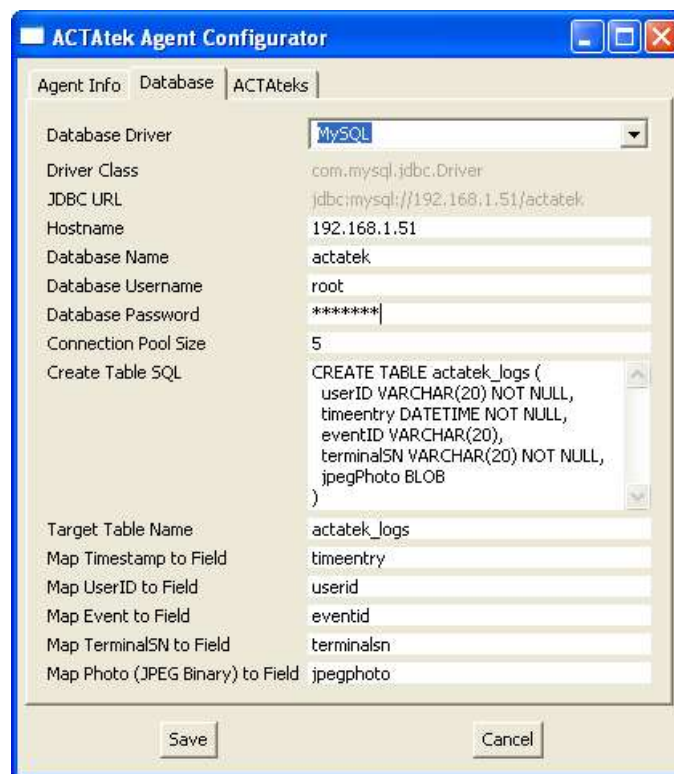 ACTAtek Agent Configurator
Agent Info Database ACTAteks
Database Driver MySQL
Driver Class com.mysql.jdbc.Driver
JDBC URL jdbc:mysql://192.168.1.51/actatek
Hostname 192.168.1.51
Database Name actatek
Database Username root
Database Password *******
Connection Pool Size 5
Create Table SQL CREATE TABLE actatek_logs (
userID VARCHAR(20) NOT NULL,
timeentry DATETIME NOT NULL,
eventID VARCHAR(20),
terminalSN VARCHAR(20) NOT NULL,
jpegPhoto BLOB
)
Target Table Name actatek_logs
Map Timestamp to Field timeentry
Map UserID to Field userid
Map Event to Field eventid
Map TerminalSN to Field terminalsn
Map Photo (JPEG Binary) to Field jpegphoto
Save Cancel